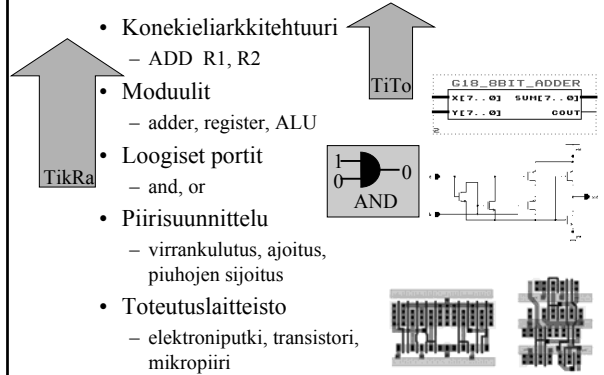 • Konekieliarkkitehtuuri
– ADD R1, R2
TiTo
• Moduulit
– adder, register, ALU
G18_8BIT_ADDER
X[7..0] SUM[7..0]
Y[7..0] COUT
• Loogiset portit
– and, or
TikRa
1
0
0
AND
• Piirisuunnittelu
– virrankulutus, ajoitus,
piuhojen sijoitus
• Toteutuslaitteisto
– elektroniputki, transistori,
mikropiiri